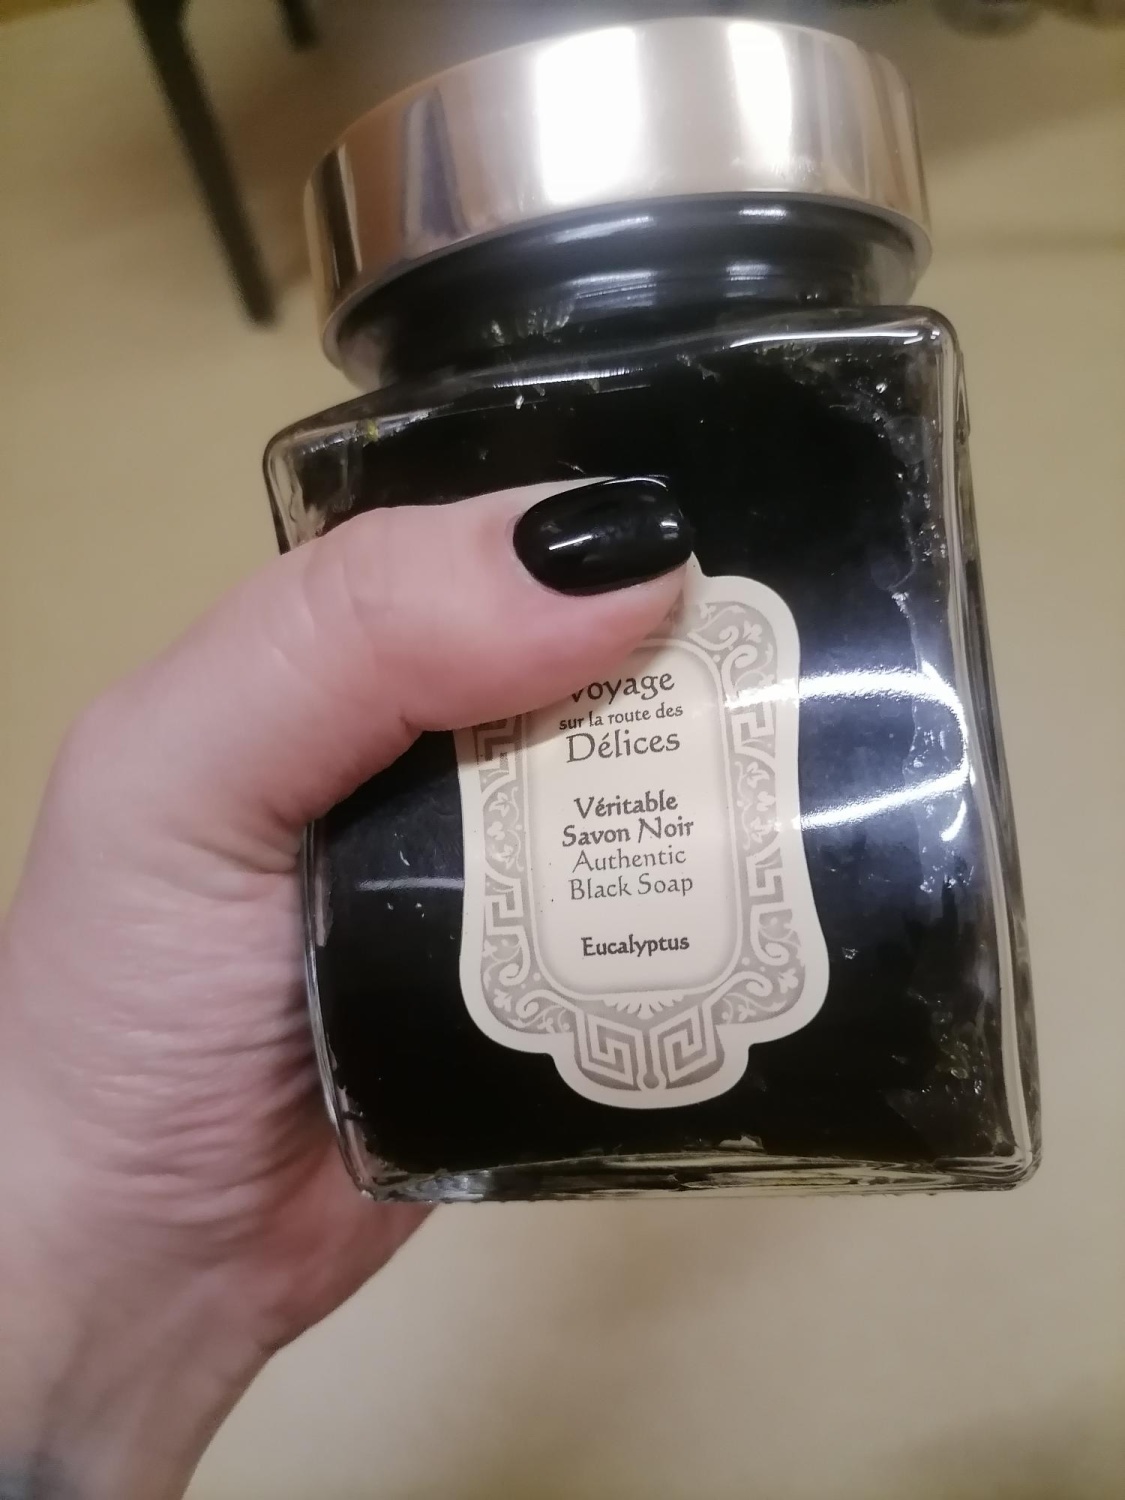 Voyage
sur la route des
Délices
Véritable
Savon Noir
Authentic
Black Soap
Eucalyptus